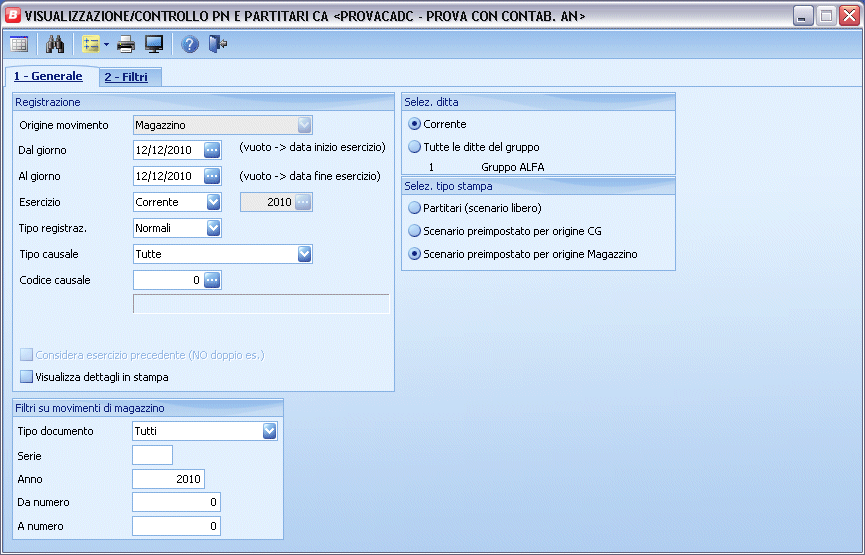 B VISUALIZZAZIONE/CONTROLLO PN E PARTITARI CA <PROVACADC - PROVA CON CONTAB. AN>
1 - Generale 2 - Filtri
Registrazione
Origine movimento Magazzino
Dal giorno 12/12/2010 (vuoto -> data inizio esercizio)
Al giorno 12/12/2010 (vuoto -> data fine esercizio)
Esercizio Corrente 2010
Tipo registraz. Normali
Tipo causale Tutte
Codice causale 0
Considera esercizio precedente (NO doppio es.)
Visualizza dettagli in stampa
Selez. ditta
Corrente
Tutte le ditte del gruppo
1 Gruppo ALFA
Selez. tipo stampa
Partitari (scenario libero)
Scenario preimpostato per origine CG
Scenario preimpostato per origine Magazzino
Filtri su movimenti di magazzino
Tipo documento Tutti
Serie
Anno 2010
Da numero 0
A numero 0